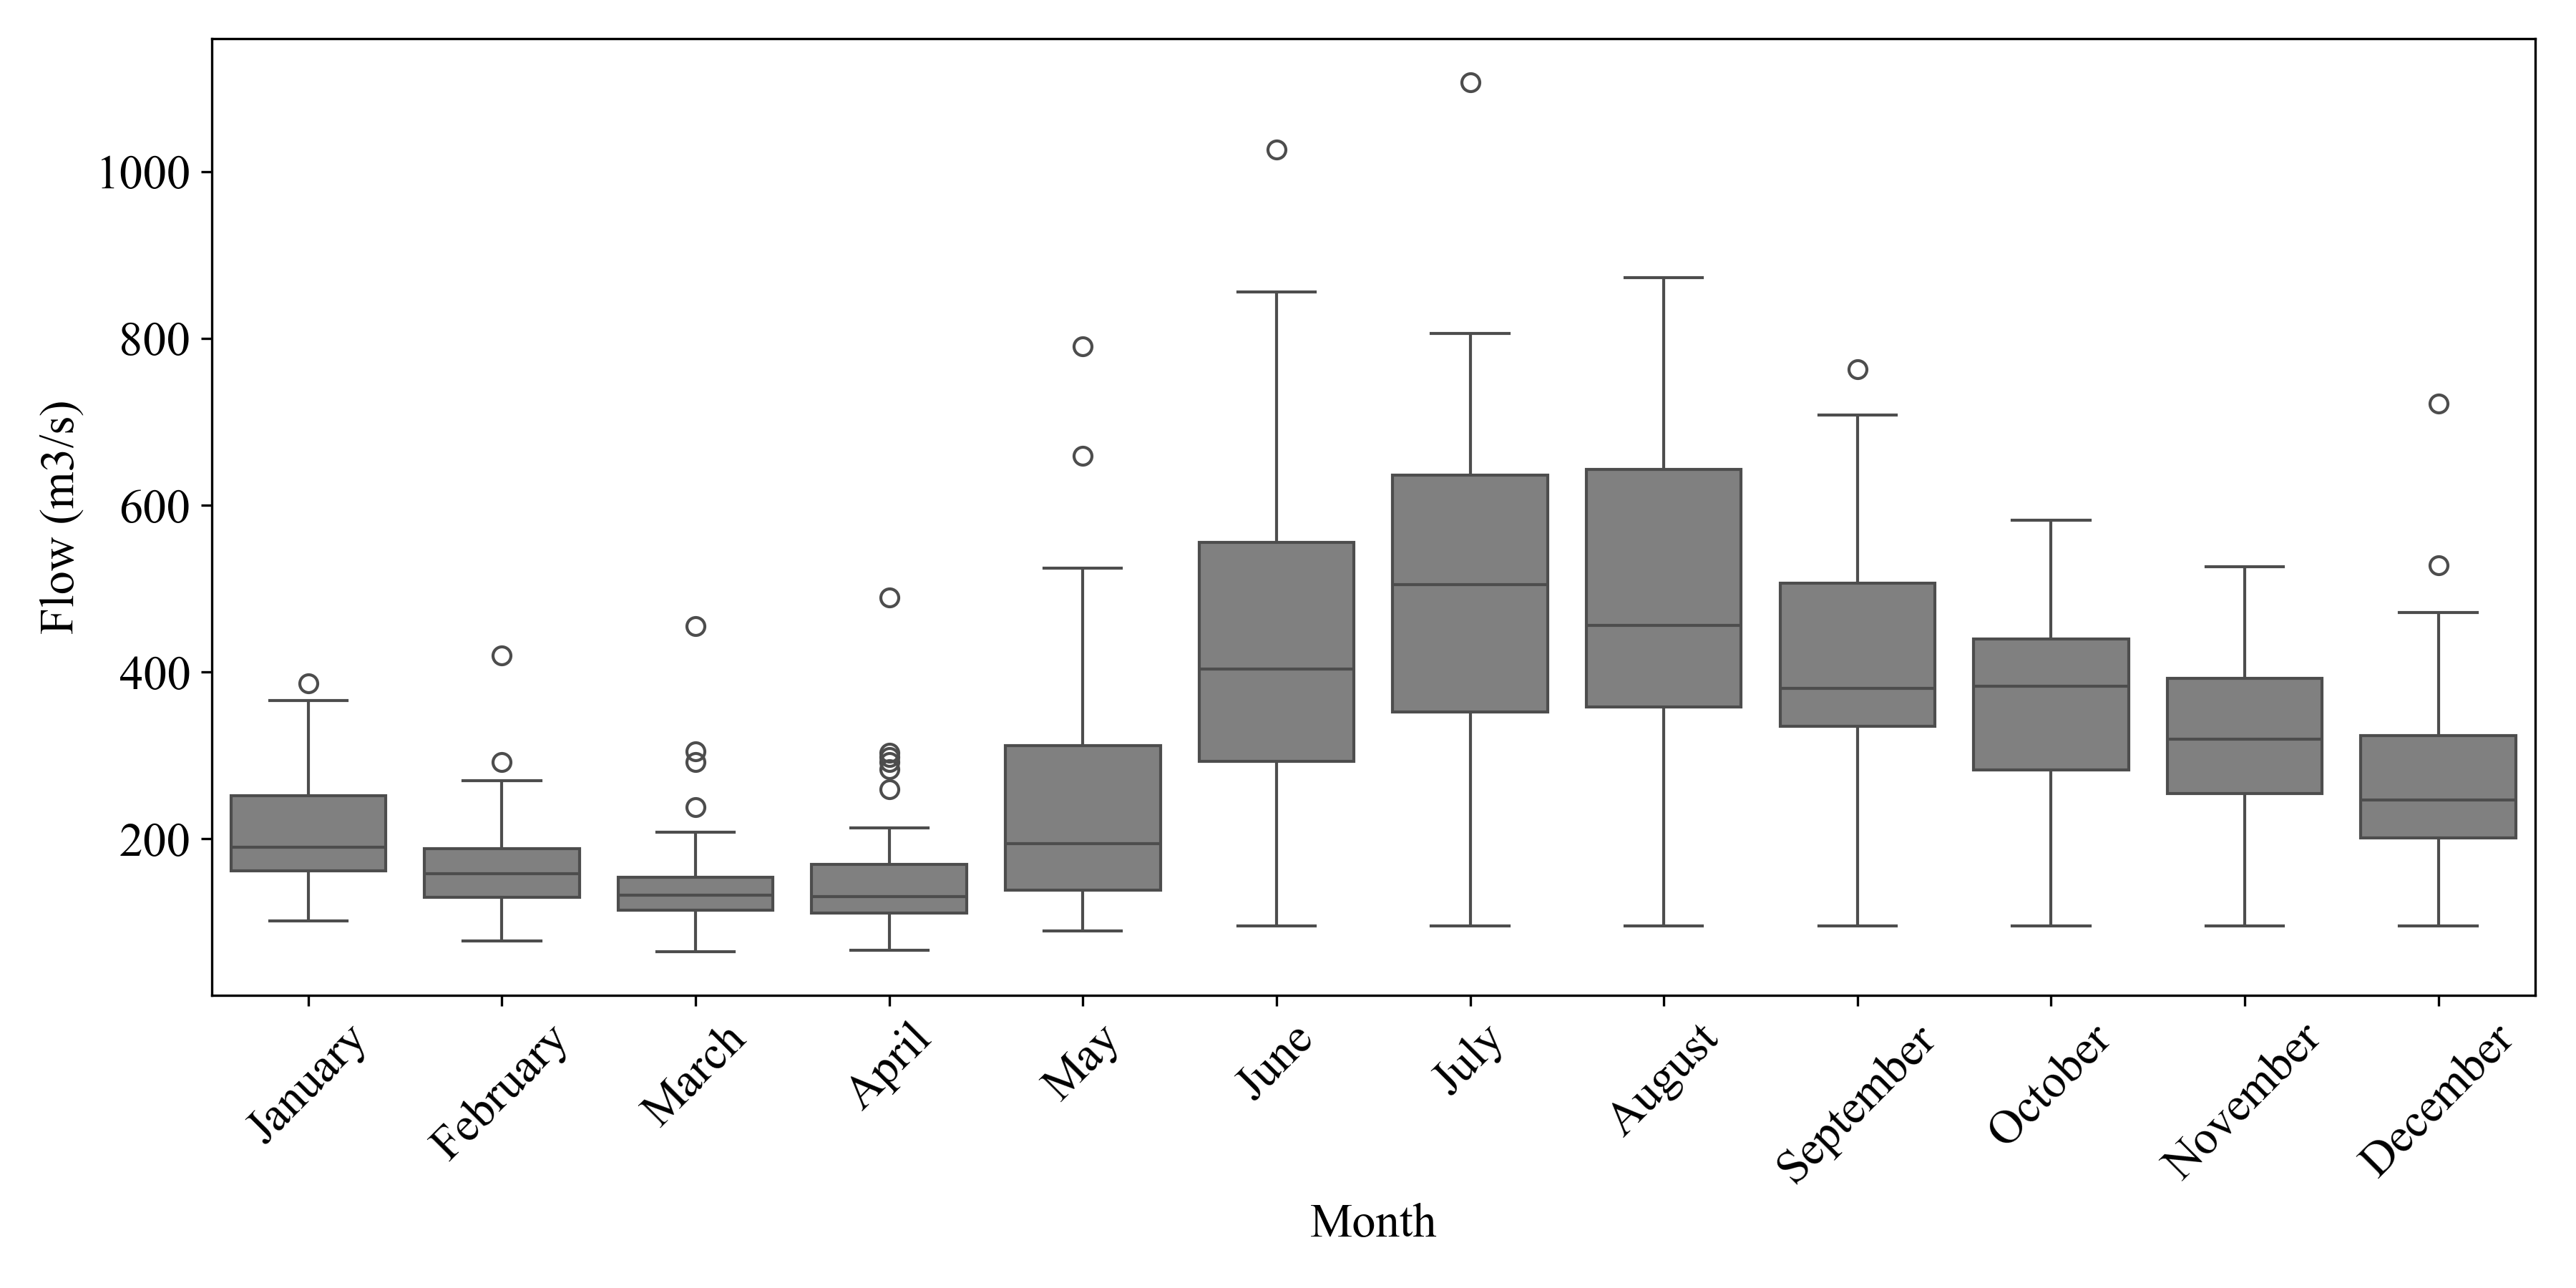 Flow (m3/s)
1000
800
600
400
200
January
February
March
April
May
June
July
August
September
October
November
December
Month